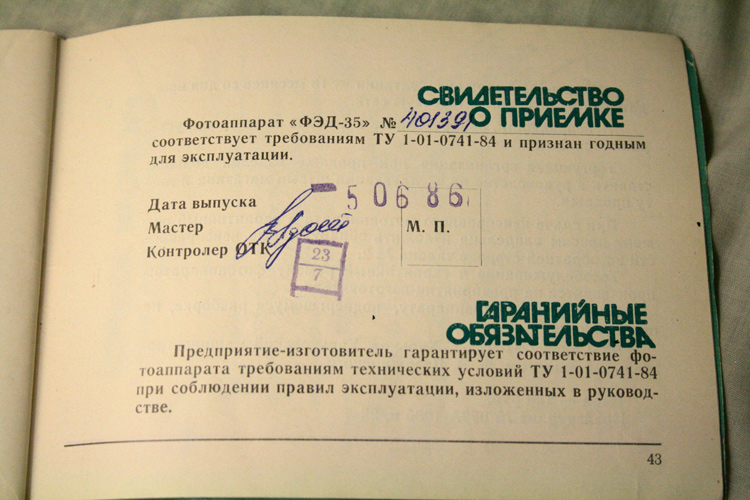 СВИДЕТЕЛЬСТВО
О ПРИЕМКЕ
Фотоаппарат «ФЭД-35» № 401391
соответствует требованиям ТУ 1-01-0741-84 и признан годным
для эксплуатации.
Дата выпуска - 5 06 86
Мастер
Контролер ОТК
М. П.
23
7
ГАРАНТИЙНЫЕ
ОБЯЗАТЕЛЬСТВА
Предприятие-изготовитель гарантирует соответствие фо-
тоаппарата требованиям технических условий ТУ 1-01-0741-84
при соблюдении правил эксплуатации, изложенных в руковод-
стве.
43